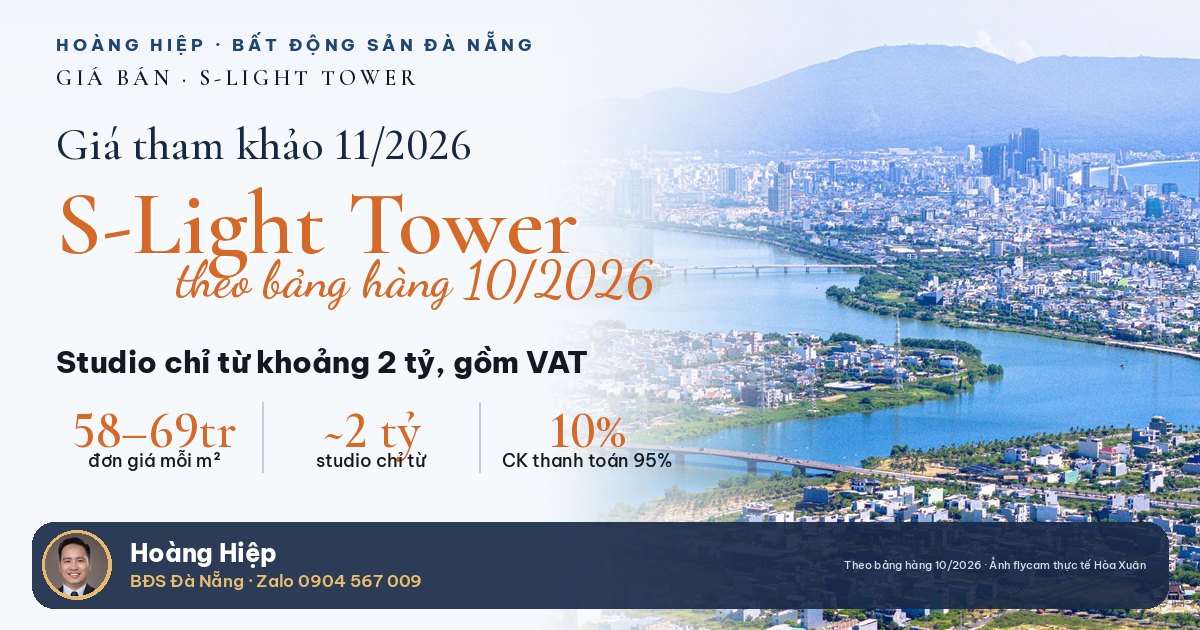 HOÀNG HIỆP · BẤT ĐỘNG SẢN ĐÀ NẴNG
GIÁ BÁN · S-LIGHT TOWER
Giá tham khảo 11/2026
S-Light Tower
theo bảng hàng 10/2026
Studio chỉ từ khoảng 2 tỷ, gồm VAT
58–69tr
đơn giá mỗi m²
~2 tỷ
studio chỉ từ
10%
CK thanh toán 95%
Hoàng Hiệp
BĐS Đà Nẵng · Zalo 0904 567 009
Theo bảng hàng 10/2026 · Ảnh flycam thực tế Hòa Xuân